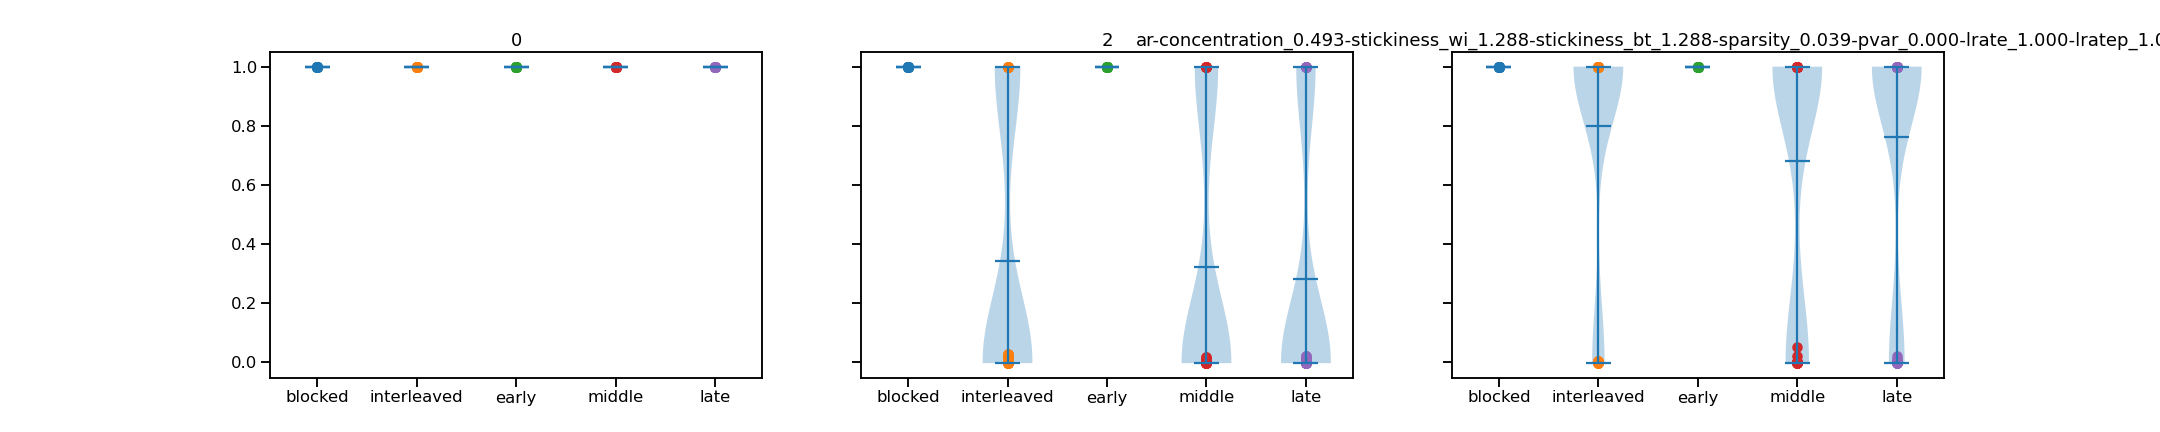 0
2
ar-concentration_0.493-stickiness_wi_1.288-stickiness_bt_1.288-sparsity_0.039-pvar_0.000-lrate_1.000-lratep_1.0
1.0
0.8
0.6
0.4
0.2
0.0
blocked interleaved early middle late
blocked interleaved early middle late
blocked interleaved early middle late